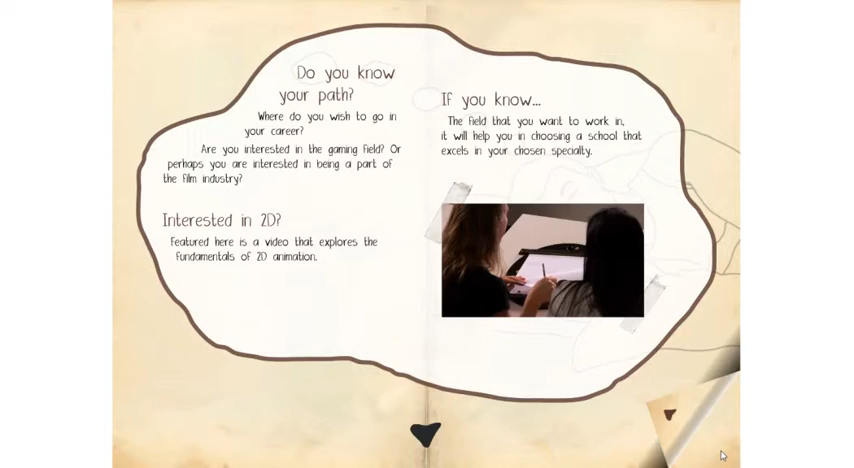 Do you know
your path?
Where do you wish to go in
your career?
Are you interested in the gaming field? Or
perhaps you are interested in being a part of
the film industry?
Interested in 2D?
Featured here is a video that explores the
fundamentals of 2D animation.
If you know...
The field that you want to work in,
it will help you in choosing a school that
excels in your chosen specialty.